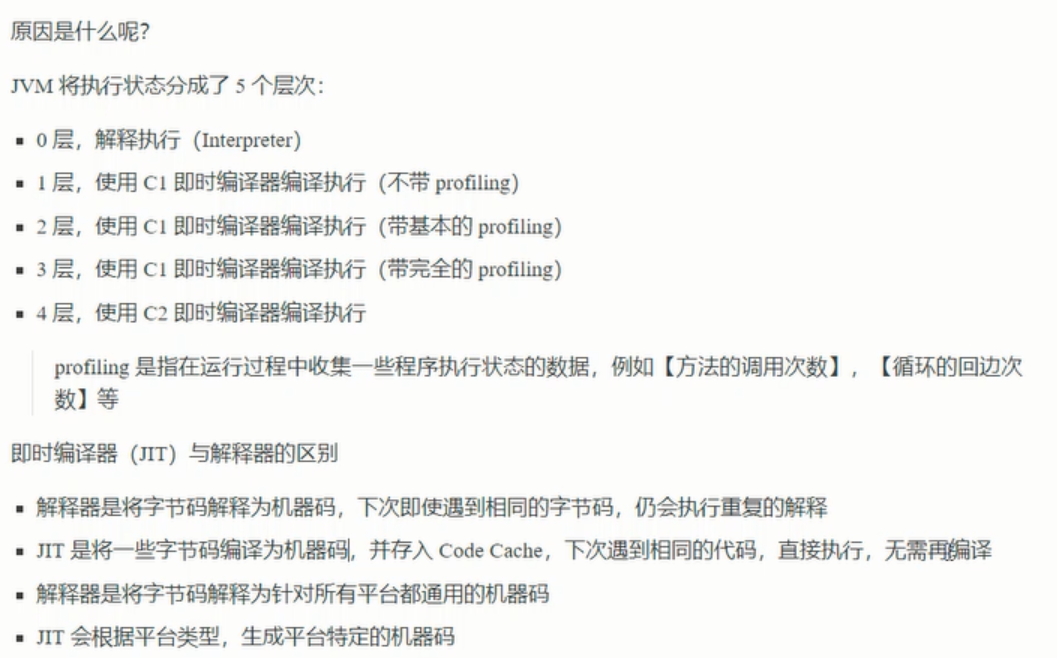 原因是什么呢？
JVM 将执行状态分成了 5 个层次：
▪ 0 层，解释执行（Interpreter）
▪ 1 层，使用 C1 即时编译器编译执行（不带 profiling）
▪ 2 层，使用 C1 即时编译器编译执行（带基本的 profiling）
▪ 3 层，使用 C1 即时编译器编译执行（带完全的 profiling）
▪ 4 层，使用 C2 即时编译器编译执行
profiling 是指在运行过程中收集一些程序执行状态的数据，例如【方法的调用次数】，【循环的回边次
数】等
即时编译器（JIT）与解释器的区别
▪ 解释器是将字节码解释为机器码，下次即使遇到相同的字节码，仍会执行重复的解释
▪ JIT 是将一些字节码编译为机器码，并存入 Code Cache，下次遇到相同的代码，直接执行，无需再编译
▪ 解释器是将字节码解释为针对所有平台都通用的机器码
▪ JIT 会根据平台类型，生成平台特定的机器码